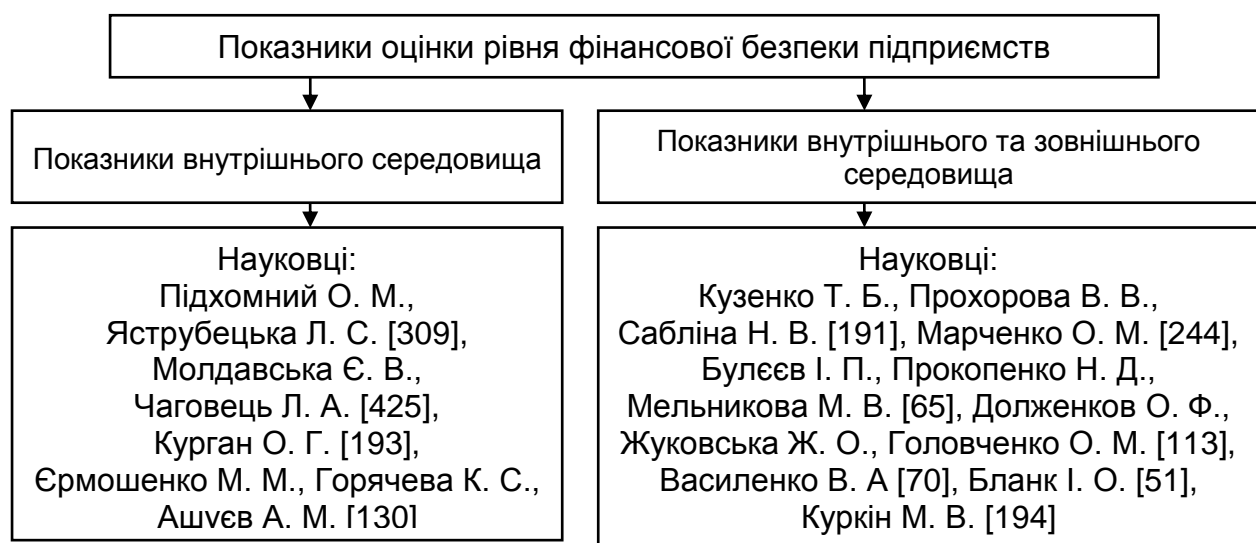 Показники оцінки рівня фінансової безпеки підприємств
Показники внутрішнього середовища
Показники внутрішнього та зовнішнього
середовища
Науковці:
Підхомний О. М.,
Яструбецька Л. С. [309],
Молдавська Є. В.,
Чаговець Л. А. [425],
Курган О. Г. [193],
Єрмошенко М. М., Горячева К. С.,
Ашуєв А. М. [130]
Науковці:
Кузенко Т. Б., Прохорова В. В.,
Сабліна Н. В. [191], Марченко О. М. [244],
Булєєв І. П., Прокопенко Н. Д.,
Мельникова М. В. [65], Долженков О. Ф.,
Жуковська Ж. О., Головченко О. М. [113],
Василенко В. А [70], Бланк І. О. [51],
Куркін М. В. [194]